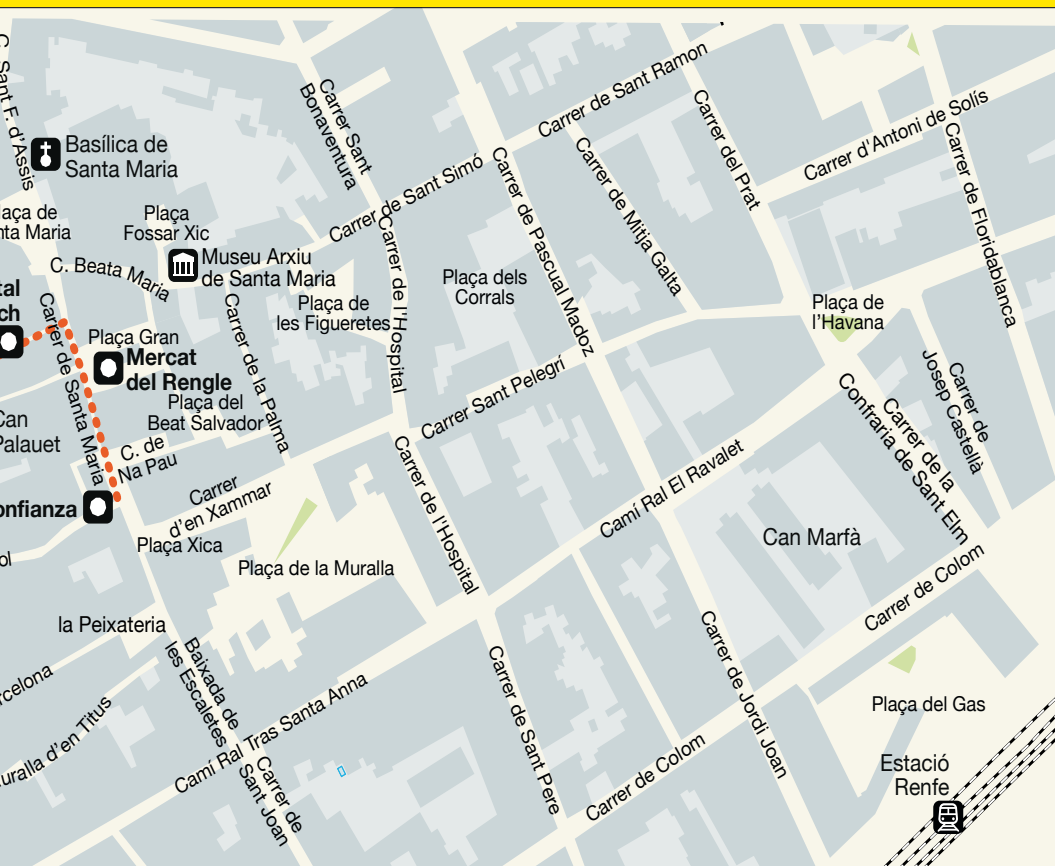 C. Sant F. d'Assis
Basílica de
Santa Maria
Carrer Sant
Bonaventura
Carrer de Sant Ramon
Carrer del Prat
Carrer d'Antoni de Solís
Carrer de Floridablanca
Carrer de Sant Simó
Carrer de Pascual Madoz
Carrer de Mitja Galta
laça de
nta Maria
Plaça
Fossar Xic
C. Beata Maria
Museu Arxiu
de Santa Maria
Carrer de l'Hospital
Plaça dels
Corrals
Plaça de
les Figueretes
Plaça de
l'Havana
tal
ch
Carrer de Santa Maria
Plaça Gran
Mercat
del Rengle
Carrer de la Palma
Plaça del
Beat Salvador
Carrer Sant Pelegrí
Carrer de
Josep Castellà
Carrer de la
Confraria de Sant Elm
Can
Palauet
C. de
Na Pau
Carrer
d'en Xammar
onfianza
Plaça Xica
ol
Carrer de l'Hospital
Camí Ral El Ravalet
Can Marfà
Plaça de la Muralla
Carrer de Colom
la Peixateria
Baixada de
les Escaletes
rcelona
uralla d'en Titus
Camí Ral Tras Santa Anna
Carrer de
Sant Joan
Carrer de Sant Pere
Carrer de Jordi Joan
Carrer de Colom
Plaça del Gas
Estació
Renfe